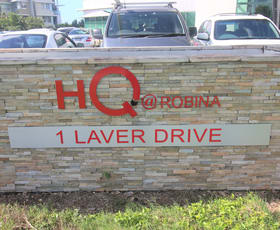 HQ @ ROBINA
1 LAVER DRIVE